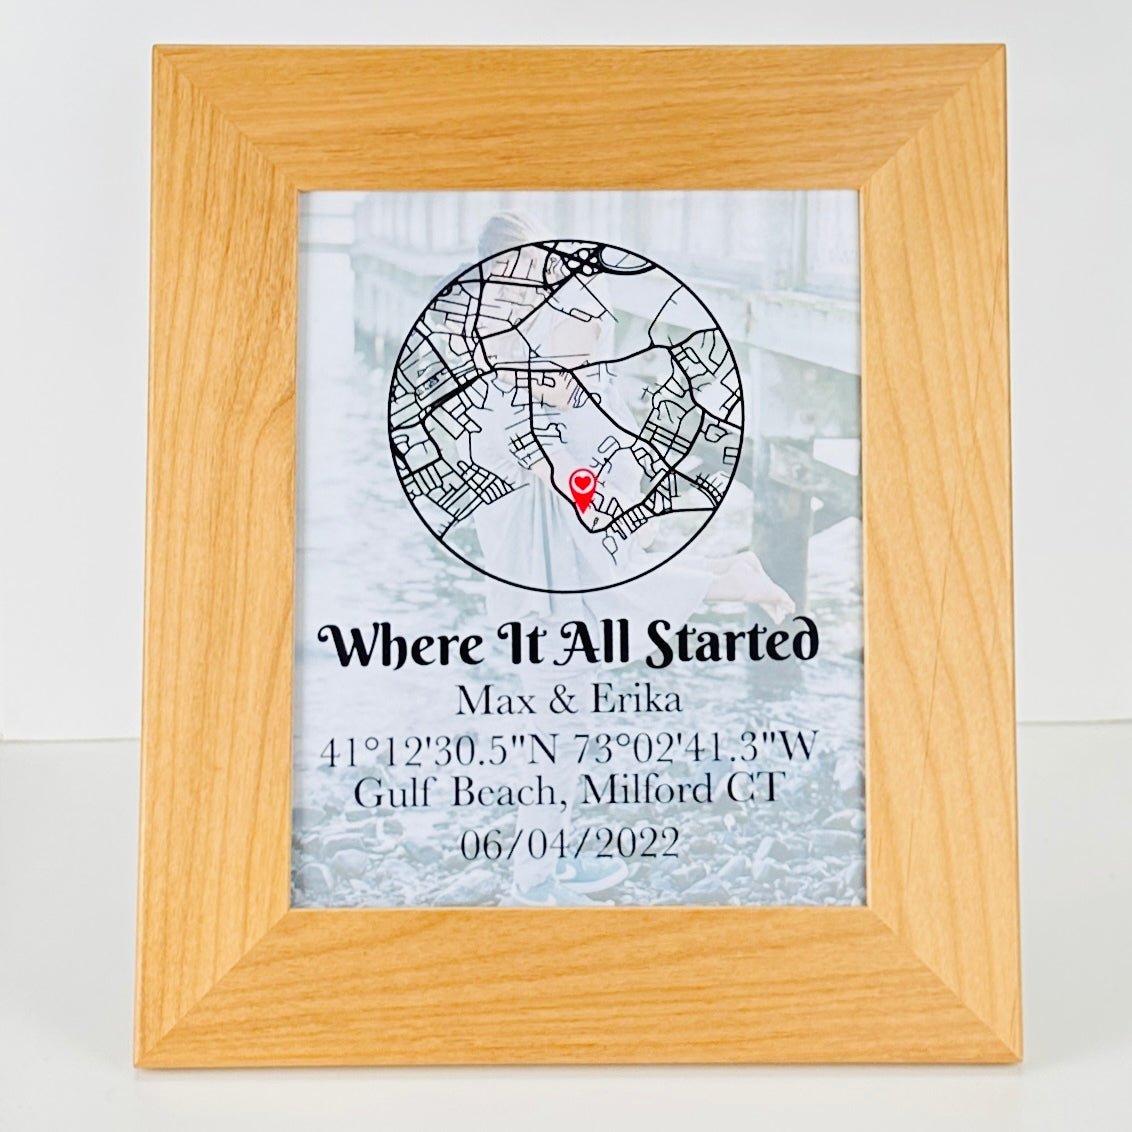 Where It All Started
Max & Erika
41°12'30.5"N 73°02'41.3"W
Gulf Beach, Milford CT
06/04/2022